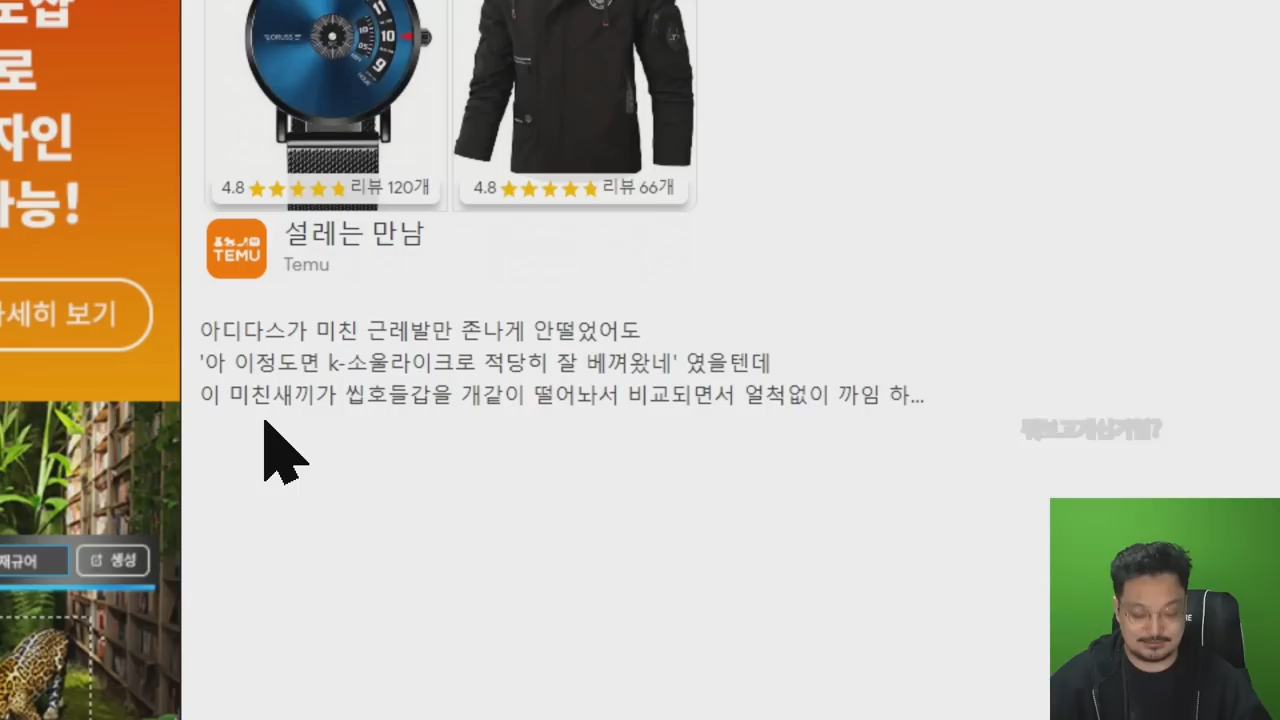 로
자인
능!
세히 보기
재규어
생성
4.8 리뷰 120개
4.8 리뷰 66개
TEMU
설레는 만남
Temu
아디다스가 미친 근레발만 존나게 안떨었어도
'아 이정도면 k-소울라이크로 적당히 잘 베껴왔네' 였을텐데
이 미친새끼가 씹호들갑을 개같이 떨어놔서 비교되면서 얼척없이 까임 하...